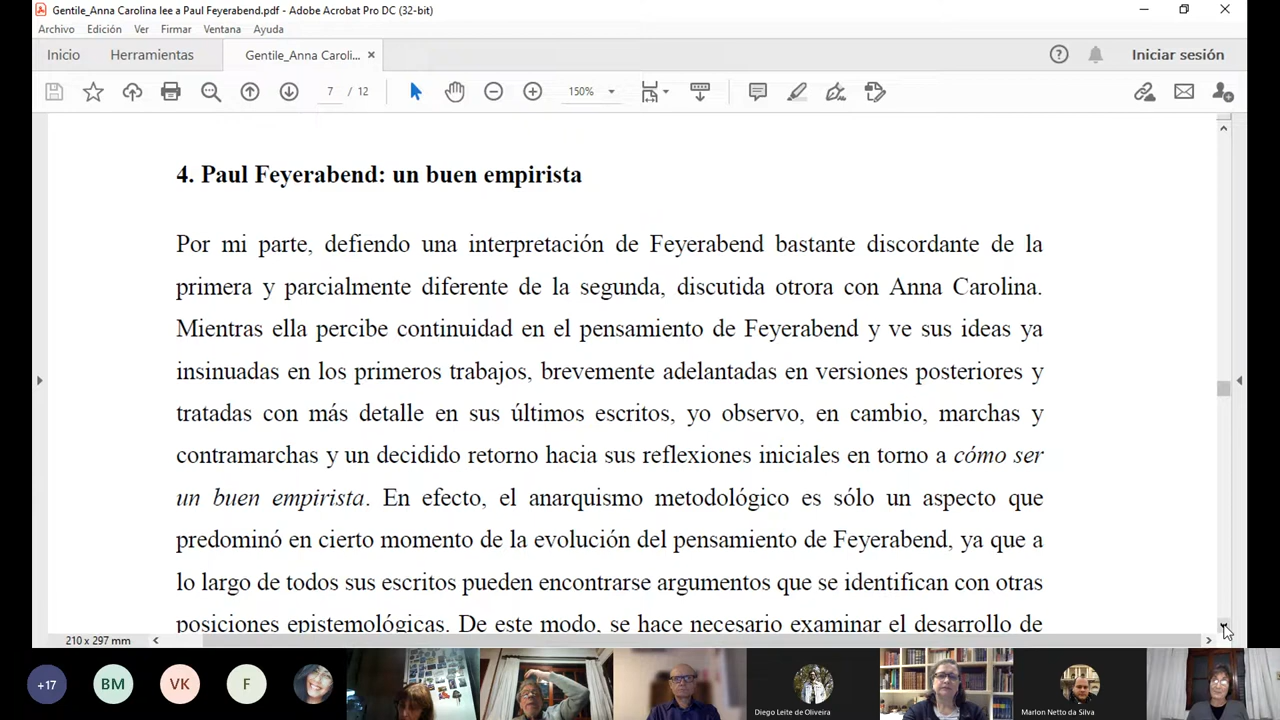 Gentile_Anna Carolina lee a Paul Feyerabend.pdf - Adobe Acrobat Pro DC (32-bit)
Archivo Edición Ver Firmar Ventana Ayuda
Inicio Herramientas Gentile_Anna Caroli... × Iniciar sesión
7 / 12 150%
4. Paul Feyerabend: un buen empirista
Por mi parte, defiendo una interpretación de Feyerabend bastante discordante de la
primera y parcialmente diferente de la segunda, discutida otrora con Anna Carolina.
Mientras ella percibe continuidad en el pensamiento de Feyerabend y ve sus ideas ya
insinuadas en los primeros trabajos, brevemente adelantadas en versiones posteriores y
tratadas con más detalle en sus últimos escritos, yo observo, en cambio, marchas y
contramarchas y un decidido retorno hacia sus reflexiones iniciales en torno a cómo ser
un buen empirista. En efecto, el anarquismo metodológico es sólo un aspecto que
predominó en cierto momento de la evolución del pensamiento de Feyerabend, ya que a
lo largo de todos sus escritos pueden encontrarse argumentos que se identifican con otras
posiciones epistemológicas. De este modo, se hace necesario examinar el desarrollo de
210 x 297 mm
+17 BM VK F Diego Leite de Oliveira Marlon Netto da Silva